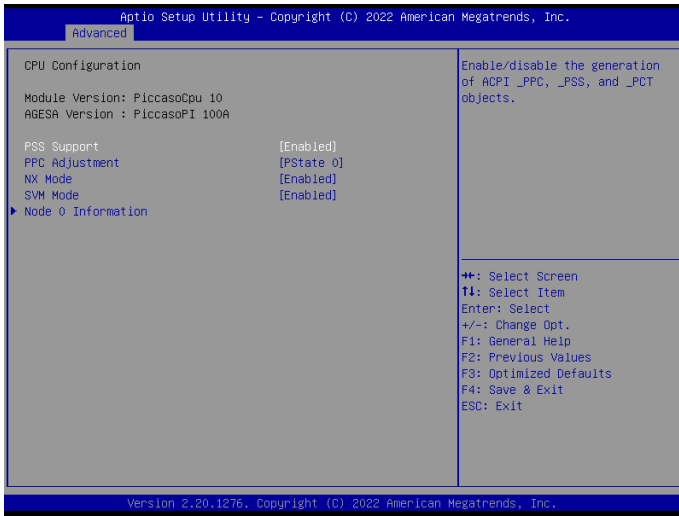 Aptio Setup Utility – Copyright (C) 2022 American Megatrends, Inc.
Advanced
CPU Configuration
Module Version: PiccasoCpu 10
AGESA Version : PiccasoPI 100A
PSS Support [Enabled]
PPC Adjustment [PState 0]
NX Mode [Enabled]
SVM Mode [Enabled]
Node 0 Information
Enable/disable the generation
of ACPI _PPC, _PSS, and _PCT
objects.
→←: Select Screen
↑↓: Select Item
Enter: Select
+/-: Change Opt.
F1: General Help
F2: Previous Values
F3: Optimized Defaults
F4: Save & Exit
ESC: Exit
Version 2.20.1276. Copyright (C) 2022 American Megatrends, Inc.